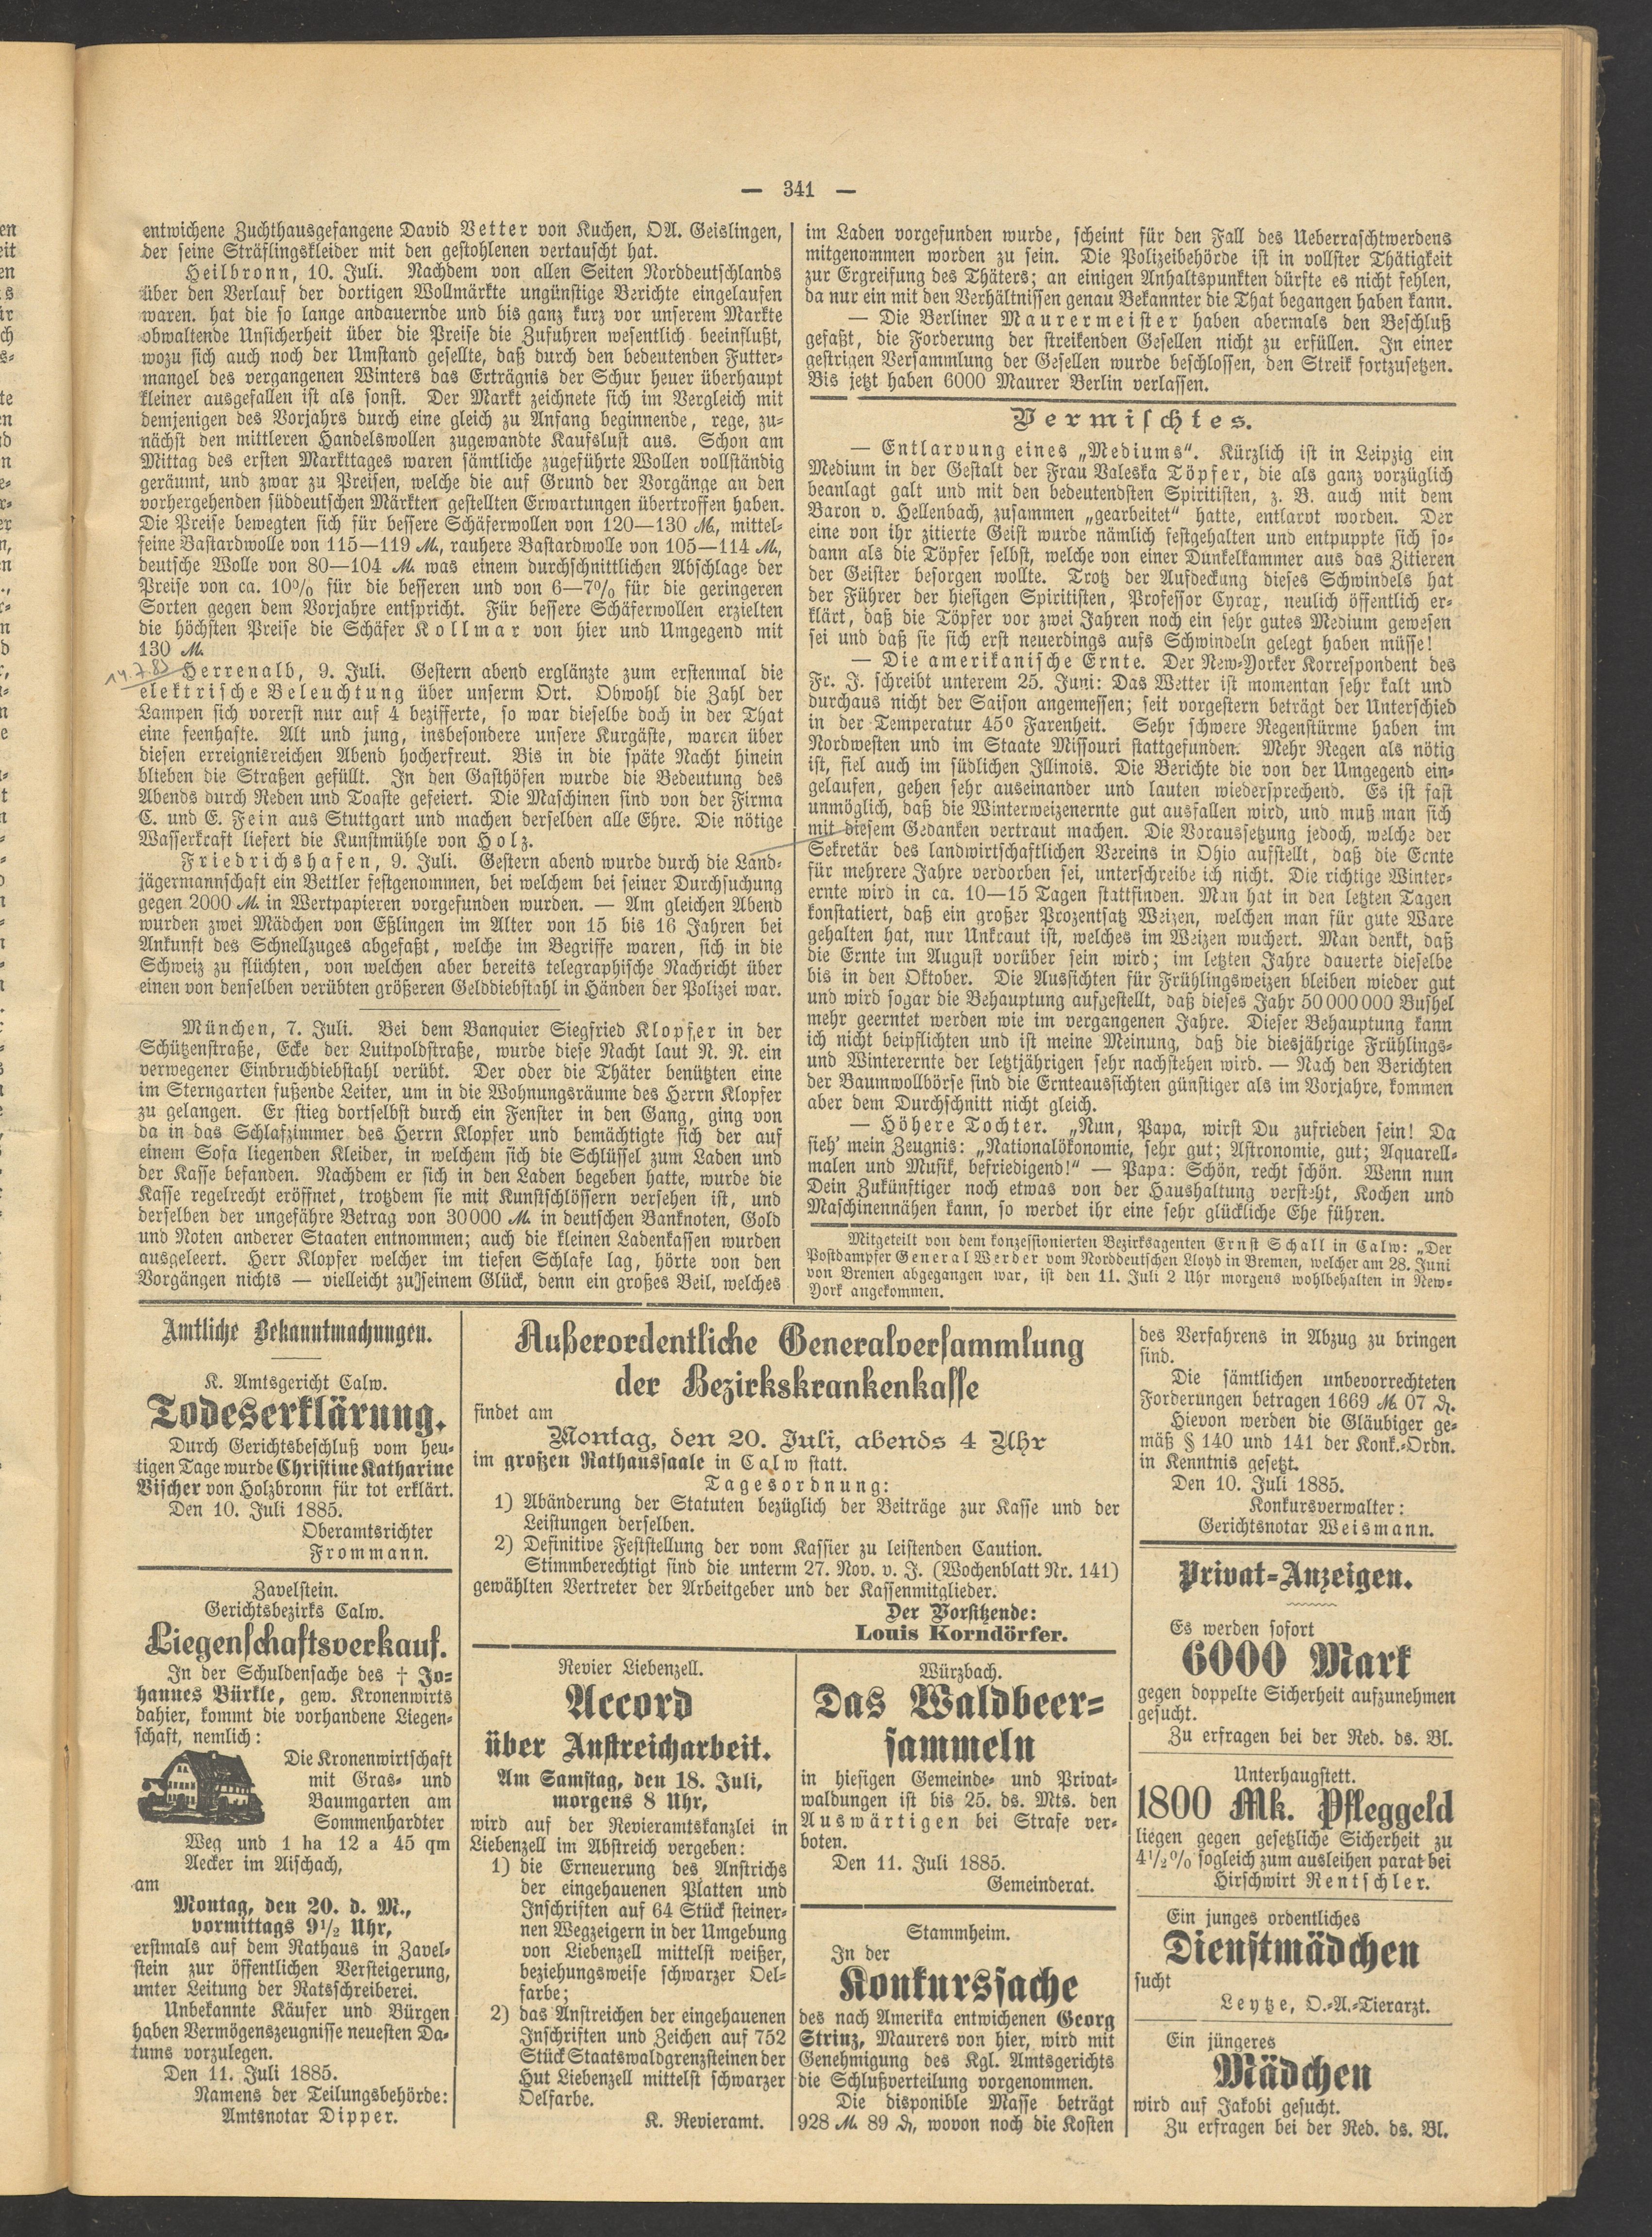 — 341 —
entwichene Zuchthausgefangene David Vetter von Kuchen, OA. Geislingen,
der seine Sträflingskleider mit den gestohlenen vertauscht hat.
Heilbronn, 10. Juli. Nachdem von allen Seiten Norddeutschlands
über den Verlauf der dortigen Wollmärkte ungünstige Berichte eingelaufen
waren. hat die so lange andauernde und bis ganz kurz vor unserem Markte
obwaltende Unsicherheit über die Preise die Zufuhren wesentlich beeinflußt,
wozu sich auch noch der Umstand gesellte, daß durch den bedeutenden Futter-
mangel des vergangenen Winters das Erträgnis der Schur heuer überhaupt
kleiner ausgefallen ist als sonst. Der Markt zeichnete sich im Vergleich mit
demjenigen des Vorjahrs durch eine gleich zu Anfang beginnende, rege, zu-
nächst den mittleren Handelswollen zugewandte Kaufslust aus. Schon am
Mittag des ersten Markttages waren sämtliche zugeführte Wollen vollständig
geräumt, und zwar zu Preisen, welche die auf Grund der Vorgänge an den
vorhergehenden süddeutschen Märkten gestellten Erwartungen übertroffen haben.
Die Preise bewegten sich für bessere Schäferwollen von 120—130 M., mittel-
feine Bastardwolle von 115—119 M., rauhere Bastardwolle von 105—114 M.,
deutsche Wolle von 80—104 M. was einem durchschnittlichen Abschlage der
Preise von ca. 10% für die besseren und von 6—7% für die geringeren
Sorten gegen dem Vorjahre entspricht. Für bessere Schäferwollen erzielten
die höchsten Preise die Schäfer Kollmar von hier und Umgegend mit
130 M.
Herrenalb, 9. Juli. Gestern abend erglänzte zum erstenmal die
elektrische Beleuchtung über unserm Ort. Obwohl die Zahl der
Lampen sich vorerst nur auf 4 bezifferte, so war dieselbe doch in der That
eine feenhafte. Alt und jung, insbesondere unsere Kurgäste, waren über
diesen erreignisreichen Abend hocherfreut. Bis in die späte Nacht hinein
blieben die Straßen gefüllt. In den Gasthöfen wurde die Bedeutung des
Abends durch Reden und Toaste gefeiert. Die Maschinen sind von der Firma
C. und E. Fein aus Stuttgart und machen derselben alle Ehre. Die nötige
Wasserkraft liefert die Kunstmühle von Holz.
Friedrichshafen, 9. Juli. Gestern abend wurde durch die Land-
jägermannschaft ein Bettler festgenommen, bei welchem bei seiner Durchsuchung
gegen 2000 M. in Wertpapieren vorgefunden wurden. — Am gleichen Abend
wurden zwei Mädchen von Eßlingen im Alter von 15 bis 16 Jahren bei
Ankunft des Schnellzuges abgefaßt, welche im Begriffe waren, sich in die
Schweiz zu flüchten, von welchen aber bereits telegraphische Nachricht über
einen von denselben verübten größeren Gelddiebstahl in Händen der Polizei war.
München, 7. Juli. Bei dem Banquier Siegfried Klopfer in der
Schützenstraße, Ecke der Luitpoldstraße, wurde diese Nacht laut N. N. ein
verwegener Einbruchdiebstahl verübt. Der oder die Thäter benützten eine
im Sterngarten fußende Leiter, um in die Wohnungsräume des Herrn Klopfer
zu gelangen. Er stieg dortselbst durch ein Fenster in den Gang, ging von
da in das Schlafzimmer des Herrn Klopfer und bemächtigte sich der auf
einem Sofa liegenden Kleider, in welchem sich die Schlüssel zum Laden und
der Kasse befanden. Nachdem er sich in den Laden begeben hatte, wurde die
Kasse regelrecht eröffnet, trotzdem sie mit Kunstschlössern versehen ist, und
derselben der ungefähre Betrag von 30000 M. in deutschen Banknoten, Gold
und Noten anderer Staaten entnommen; auch die kleinen Ladenkassen wurden
ausgeleert. Herr Klopfer welcher im tiefen Schlafe lag, hörte von den
Vorgängen nichts — vielleicht zu seinem Glück, denn ein großes Beil, welches
im Laden vorgefunden wurde, scheint für den Fall des Ueberraschtwerdens
mitgenommen worden zu sein. Die Polizeibehörde ist in vollster Thätigkeit
zur Ergreifung des Thäters; an einigen Anhaltspunkten dürfte es nicht fehlen,
da nur ein mit den Verhältnissen genau Bekannter die That begangen haben kann.
— Die Berliner Maurermeister haben abermals den Beschluß
gefaßt, die Forderung der streikenden Gesellen nicht zu erfüllen. In einer
gestrigen Versammlung der Gesellen wurde beschlossen, den Streik fortzusetzen.
Bis jetzt haben 6000 Maurer Berlin verlassen.
Vermischtes.
— Entlarvung eines „Mediums“. Kürzlich ist in Leipzig ein
Medium in der Gestalt der Frau Valeska Töpfer, die als ganz vorzüglich
beanlagt galt und mit den bedeutendsten Spiritisten, z. B. auch mit dem
Baron v. Hellenbach, zusammen „gearbeitet“ hatte, entlarvt worden. Der
eine von ihr zitierte Geist wurde nämlich festgehalten und entpuppte sich so-
dann als die Töpfer selbst, welche von einer Dunkelkammer aus das Zitieren
der Geister besorgen wollte. Trotz der Aufdeckung dieses Schwindels hat
der Führer der hiesigen Spiritisten, Professor Cyrax, neulich öffentlich er-
klärt, daß die Töpfer vor zwei Jahren noch ein sehr gutes Medium gewesen
sei und daß sie sich erst neuerdings aufs Schwindeln gelegt haben müsse!
— Die amerikanische Ernte. Der New-Yorker Korrespondent des
Fr. J. schreibt unterem 25. Juni: Das Wetter ist momentan sehr kalt und
durchaus nicht der Saison angemessen; seit vorgestern beträgt der Unterschied
in der Temperatur 45° Farenheit. Sehr schwere Regenstürme haben im
Nordwesten und im Staate Missouri stattgefunden. Mehr Regen als nötig
ist, fiel auch im südlichen Illinois. Die Berichte die von der Umgegend ein-
gelaufen, gehen sehr auseinander und lauten wiedersprechend. Es ist fast
unmöglich, daß die Winterweizenernte gut ausfallen wird, und muß man sich
mit diesem Gedanken vertraut machen. Die Voraussetzung jedoch, welche der
Sekretär des landwirtschaftlichen Vereins in Ohio aufstellt, daß die Ernte
für mehrere Jahre verdorben sei, unterschreibe ich nicht. Die richtige Winter-
ernte wird in ca. 10—15 Tagen stattfinden. Man hat in den letzten Tagen
konstatiert, daß ein großer Prozentsatz Weizen, welchen man für gute Ware
gehalten hat, nur Unkraut ist, welches im Weizen wuchert. Man denkt, daß
die Ernte im August vorüber sein wird; im letzten Jahre dauerte dieselbe
bis in den Oktober. Die Aussichten für Frühlingsweizen bleiben wieder gut
und wird sogar die Behauptung aufgestellt, daß dieses Jahr 50000000 Bushel
mehr geerntet werden wie im vergangenen Jahre. Dieser Behauptung kann
ich nicht beipflichten und ist meine Meinung, daß die diesjährige Frühlings-
und Winterernte der letztjährigen sehr nachstehen wird. — Nach den Berichten
der Baumwollbörse sind die Ernteaussichten günstiger als im Vorjahre, kommen
aber dem Durchschnitt nicht gleich.
— Höhere Tochter. „Nun, Papa, wirst Du zufrieden sein! Da
sieh’ mein Zeugnis: „Nationalökonomie, sehr gut; Astronomie, gut; Aquarell-
malen und Musik, befriedigend!“ — Papa: Schön, recht schön. Wenn nun
Dein Zukünftiger noch etwas von der Haushaltung versteht, Kochen und
Maschinennähen kann, so werdet ihr eine sehr glückliche Ehe führen.
Mitgeteilt von dem konzessionierten Bezirksagenten Ernst Schall in Calw: „Der
Postdampfer General Werder vom Norddeutschen Lloyd in Bremen, welcher am 28. Juni
von Bremen abgegangen war, ist den 11. Juli 2 Uhr morgens wohlbehalten in New-
York angekommen.
Amtliche Bekanntmachungen.
K. Amtsgericht Calw.
Todeserklärung.
Durch Gerichtsbeschluß vom heu-
tigen Tage wurde Christine Katharine
Vischer von Holzbronn für tot erklärt.
Den 10. Juli 1885.
Oberamtsrichter
Frommann.
Zavelstein.
Gerichtsbezirks Calw.
Liegenschaftsverkauf.
In der Schuldensache des † Jo-
hannes Bürkle, gew. Kronenwirts
dahier, kommt die vorhandene Liegen-
schaft, nemlich:
Die Kronenwirtschaft
mit Gras- und
Baumgarten am
Sommenhardter
Weg und 1 ha 12 a 45 qm
Aecker im Aischach,
am
Montag, den 20. d. M.,
vormittags 9½ Uhr,
erstmals auf dem Rathaus in Zavel-
stein zur öffentlichen Versteigerung,
unter Leitung der Ratsschreiberei.
Unbekannte Käufer und Bürgen
haben Vermögenszeugnisse neuesten Da-
tums vorzulegen.
Den 11. Juli 1885.
Namens der Teilungsbehörde:
Amtsnotar Dipper.
Außerordentliche Generalversammlung
der Bezirkskrankenkasse
findet am
Montag, den 20. Juli, abends 4 Uhr
im großen Rathaussaale in Calw statt.
Tagesordnung:
1) Abänderung der Statuten bezüglich der Beiträge zur Kasse und der
Leistungen derselben.
2) Definitive Feststellung der vom Kassier zu leistenden Caution.
Stimmberechtigt sind die unterm 27. Nov. v. J. (Wochenblatt Nr. 141)
gewählten Vertreter der Arbeitgeber und der Kassenmitglieder.
Der Vorsitzende:
Louis Korndörfer.
Revier Liebenzell.
Accord
über Anstreicharbeit.
Am Samstag, den 18. Juli,
morgens 8 Uhr,
wird auf der Revieramtskanzlei in
Liebenzell im Abstreich vergeben:
1) die Erneuerung des Anstrichs
der eingehauenen Platten und
Inschriften auf 64 Stück steiner-
nen Wegzeigern in der Umgebung
von Liebenzell mittelst weißer,
beziehungsweise schwarzer Oel-
farbe;
2) das Anstreichen der eingehauenen
Inschriften und Zeichen auf 752
Stück Staatswaldgrenzsteinen der
Hut Liebenzell mittelst schwarzer
Oelfarbe.
K. Revieramt.
Würzbach.
Das Waldbeer-
sammeln
in hiesigen Gemeinde- und Privat-
waldungen ist bis 25. ds. Mts. den
Auswärtigen bei Strafe ver-
boten.
Den 11. Juli 1885.
Gemeinderat.
Stammheim.
In der
Konkurssache
des nach Amerika entwichenen Georg
Strinz, Maurers von hier, wird mit
Genehmigung des Kgl. Amtsgerichts
die Schlußverteilung vorgenommen.
Die disponible Masse beträgt
928 M. 89 ₰, wovon noch die Kosten
des Verfahrens in Abzug zu bringen
sind.
Die sämtlichen unbevorrechteten
Forderungen betragen 1669 M. 07 ₰.
Hievon werden die Gläubiger ge-
mäß § 140 und 141 der Konk.-Ordn.
in Kenntnis gesetzt.
Den 10. Juli 1885.
Konkursverwalter:
Gerichtsnotar Weismann.
Privat-Anzeigen.
Es werden sofort
6000 Mark
gegen doppelte Sicherheit aufzunehmen
gesucht.
Zu erfragen bei der Red. ds. Bl.
Unterhaugstett.
1800 Mk. Pfleggeld
liegen gegen gesetzliche Sicherheit zu
4½% sogleich zum ausleihen parat bei
Hirschwirt Rentschler.
Ein junges ordentliches
Dienstmädchen
sucht
Leytze, O.-A.-Tierarzt.
Ein jüngeres
Mädchen
wird auf Jakobi gesucht.
Zu erfragen bei der Red. ds. Bl.